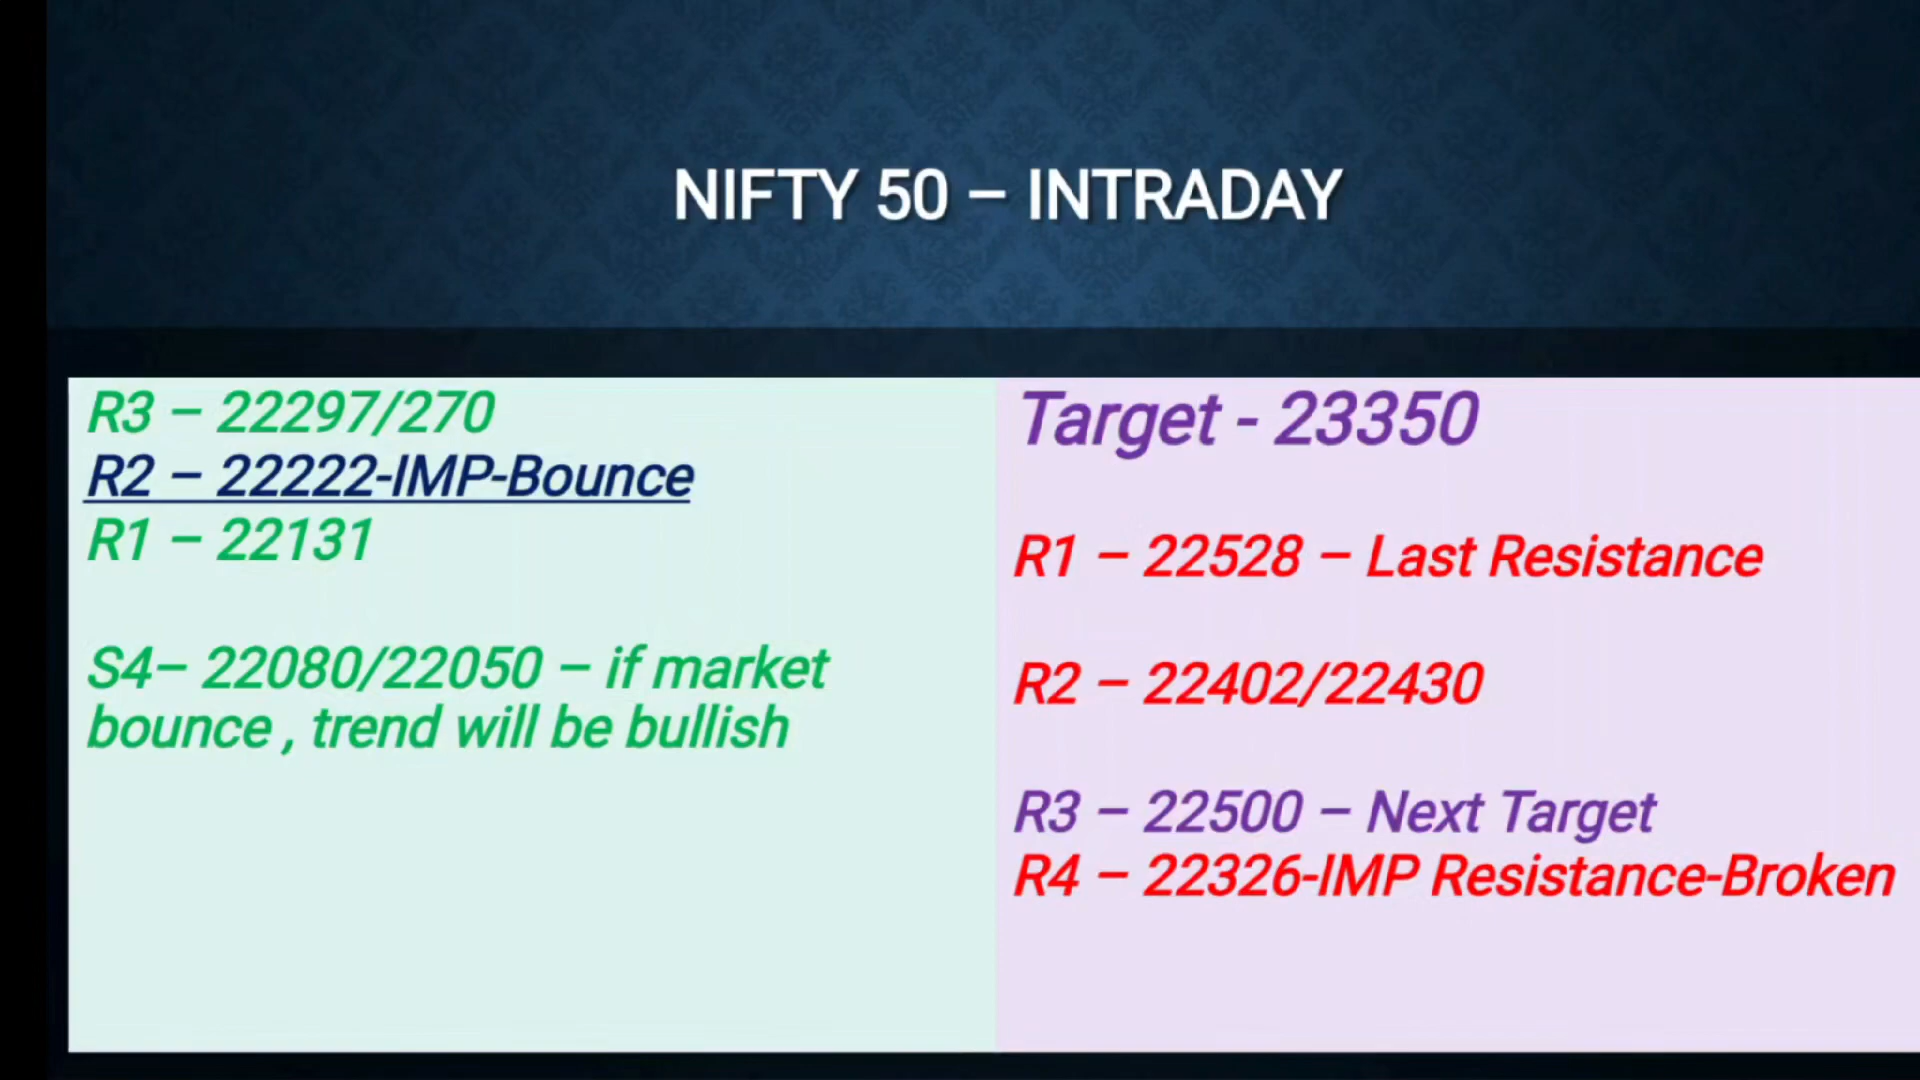 NIFTY 50 – INTRADAY
R3 – 22297/270
R2 – 22222-IMP-Bounce
R1 – 22131
S4– 22080/22050 – if market
bounce , trend will be bullish
Target - 23350
R1 – 22528 – Last Resistance
R2 – 22402/22430
R3 – 22500 – Next Target
R4 – 22326-IMP Resistance-Broken